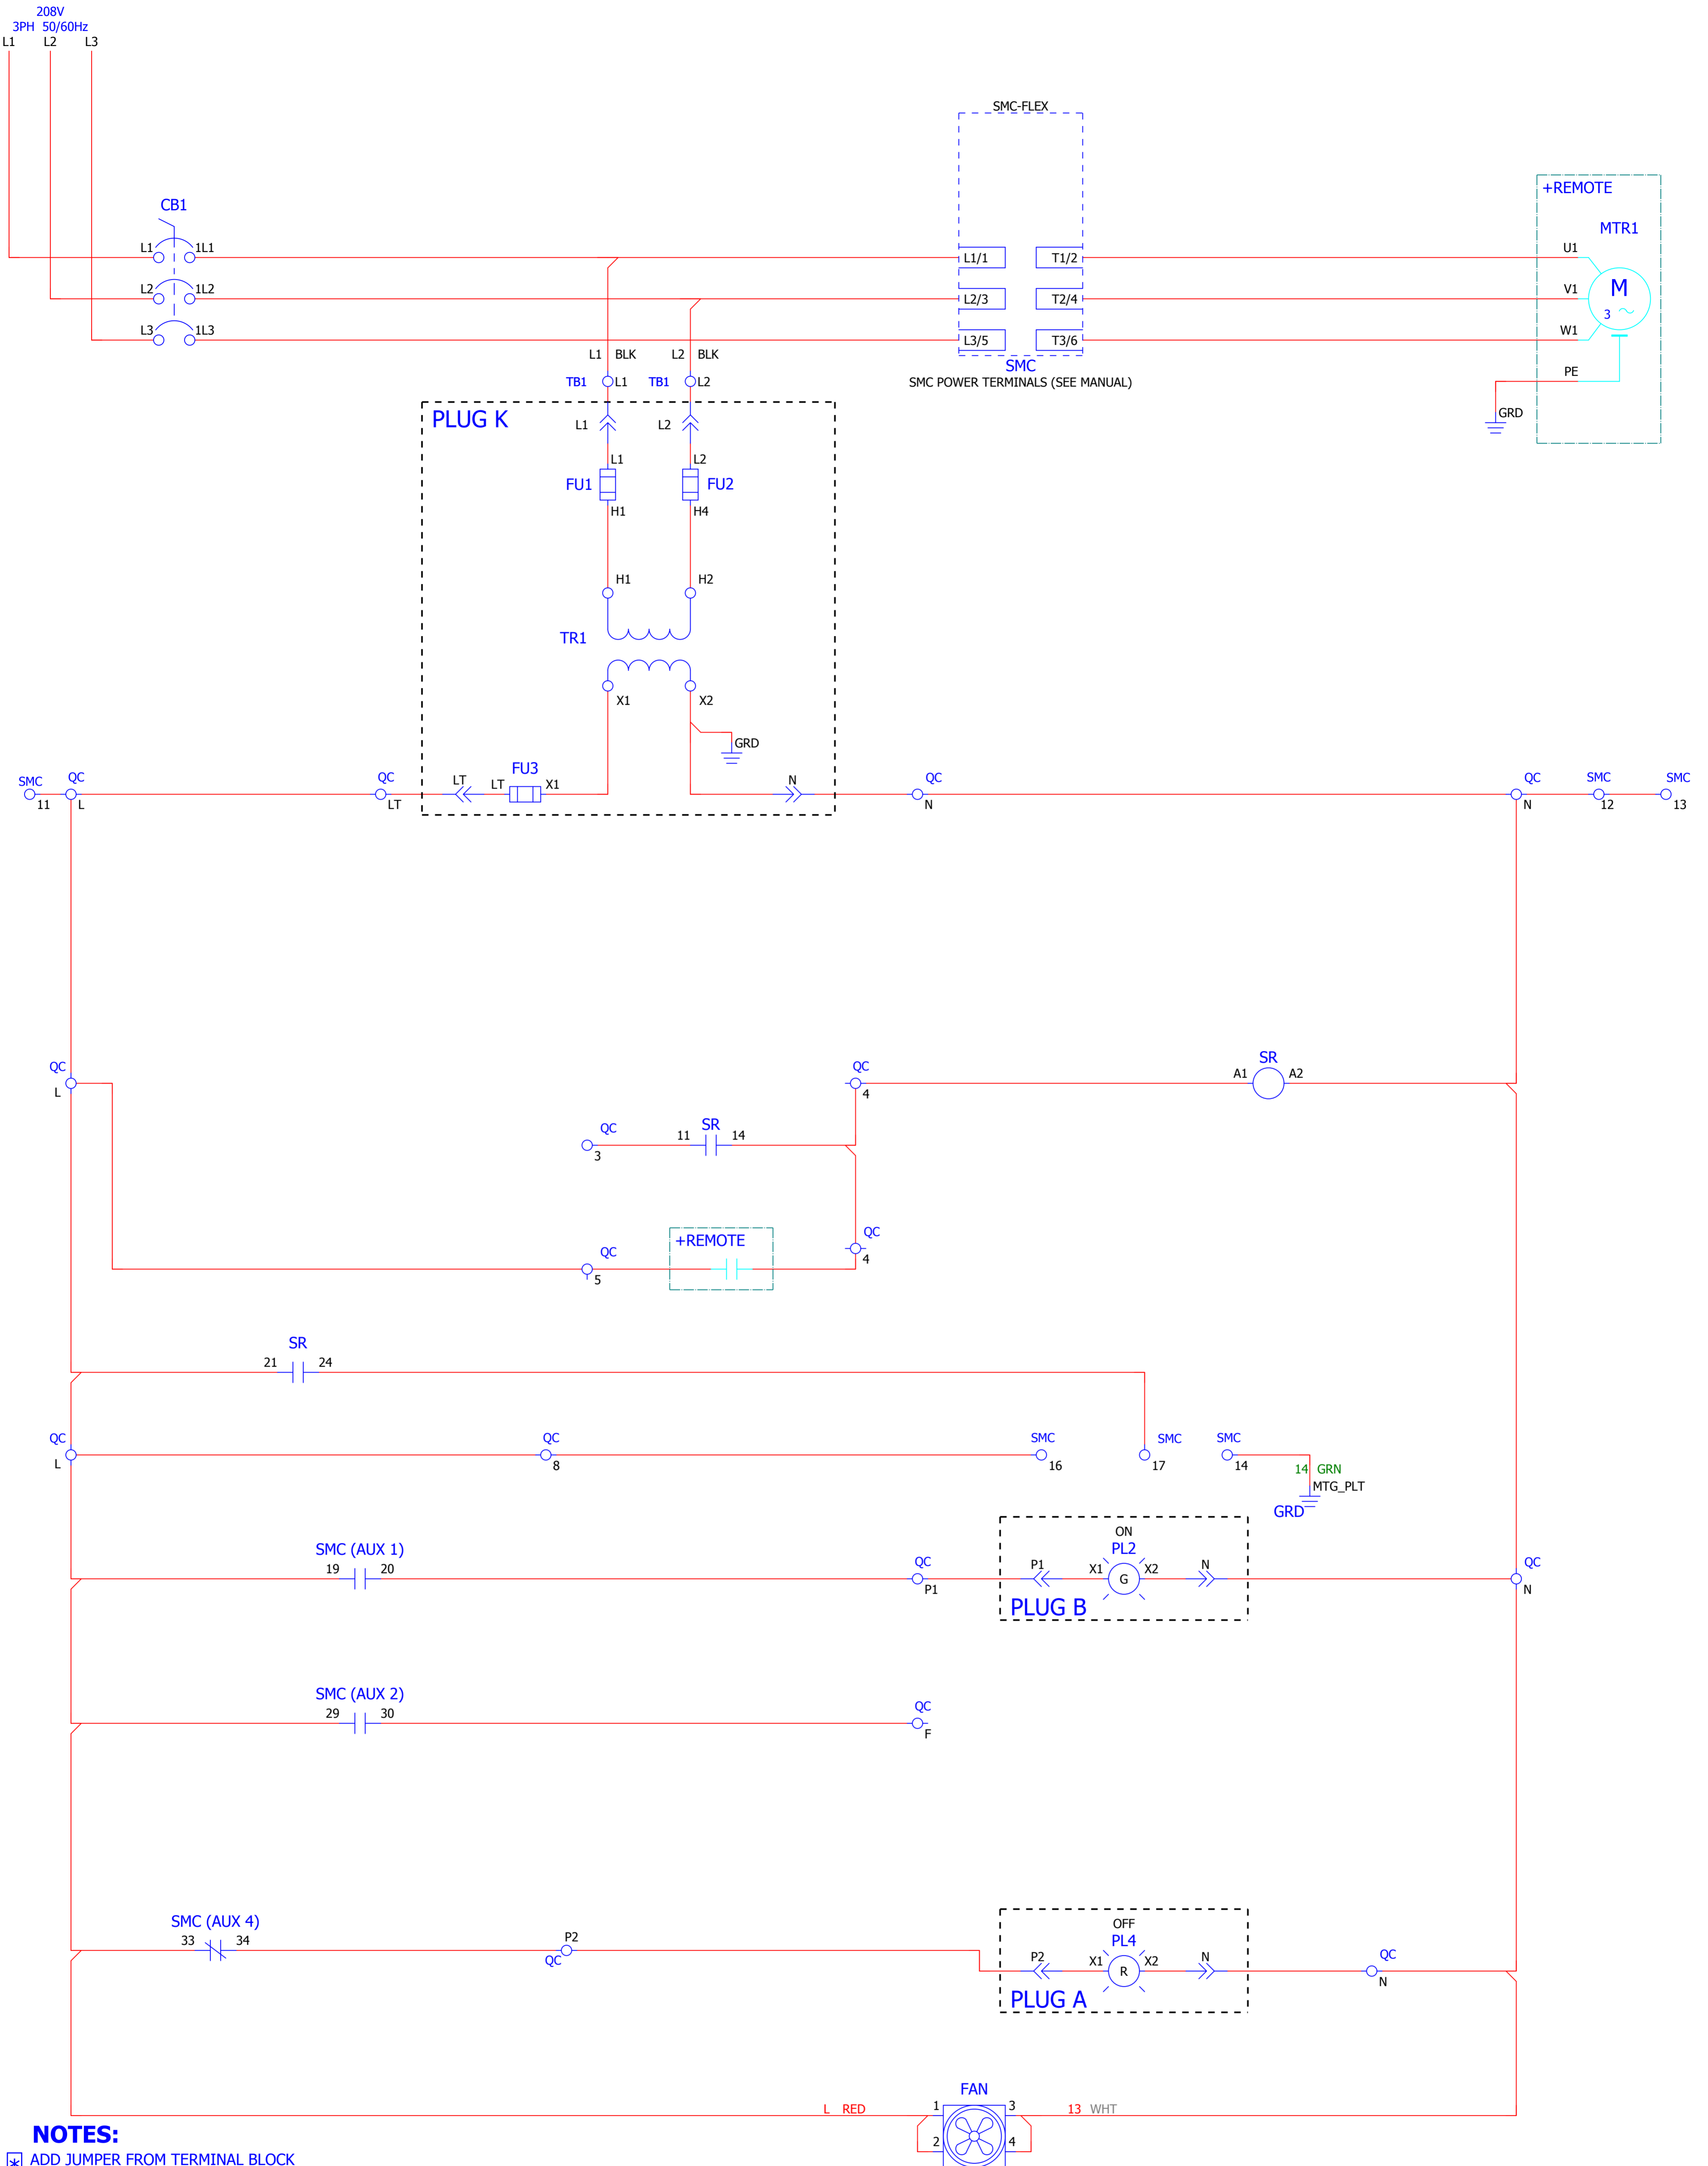 208V
3PH 50/60Hz
L1 L2 L3
SMC-FLEX
+REMOTE
CB1
MTR1
L1 1L1 L1/1 T1/2 U1
L2 1L2 L2/3 T2/4 V1 M
3
L3 1L3 L3/5 T3/6 W1
L1 BLK L2 BLK
SMC
SMC POWER TERMINALS (SEE MANUAL)
PE
TB1 L1 TB1 L2
PLUG K
GRD
L1 L2
L1 L2
FU1 FU2
H1 H4
H1 H2
TR1
X1 X2
GRD
FU3
SMC QC QC LT LT X1 N QC QC SMC SMC
11 L LT N N 12 13
QC QC SR
L 4 A1 A2
QC 11 SR 14
3
+REMOTE QC
QC 4
5
SR
21 24
QC QC SMC SMC SMC
L 8 16 17 14
14 GRN
MTG_PLT
GRD
ON
SMC (AUX 1) PL2
19 20 QC P1 X1 G X2 N QC
P1 N
PLUG B
SMC (AUX 2)
29 30 QC
F
SMC (AUX 4) OFF
33 34 P2 PL4
QC P2 X1 R X2 N QC
N
PLUG A
FAN
L RED 1 3 13 WHT
2 4
NOTES:
* ADD JUMPER FROM TERMINAL BLOCK